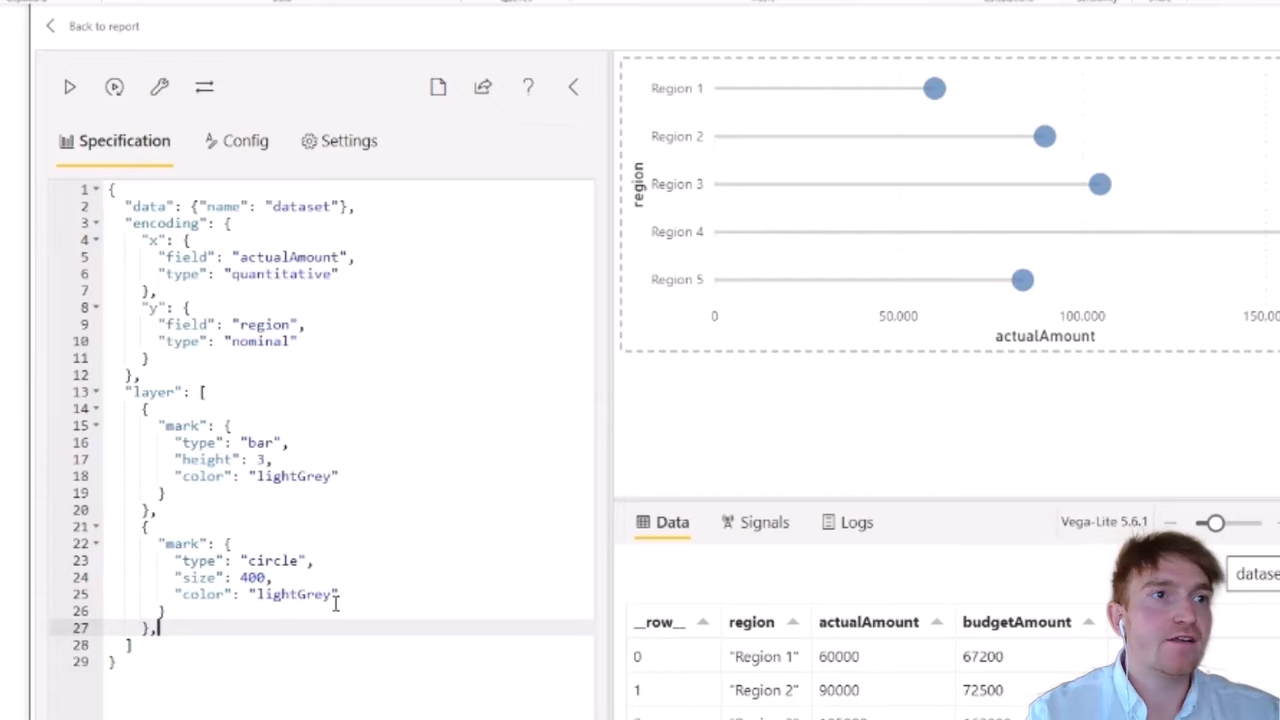 Back to report
Specification
Config
Settings
1 {
2 "data": {"name": "dataset"},
3 "encoding": {
4 "x": {
5 "field": "actualAmount",
6 "type": "quantitative"
7 },
8 "y": {
9 "field": "region",
10 "type": "nominal"
11 }
12 },
13 "layer": [
14 {
15 "mark": {
16 "type": "bar",
17 "height": 3,
18 "color": "lightGrey"
19 }
20 },
21 {
22 "mark": {
23 "type": "circle",
24 "size": 400,
25 "color": "lightGrey"
26 }
27 },
28 ]
29 }
region
Region 1
Region 2
Region 3
Region 4
Region 5
0 50.000 100.000 150.00
actualAmount
Data
Signals
Logs
Vega-Lite 5.6.1
datase
__row__ region actualAmount budgetAmount
0 "Region 1" 60000 67200
1 "Region 2" 90000 72500